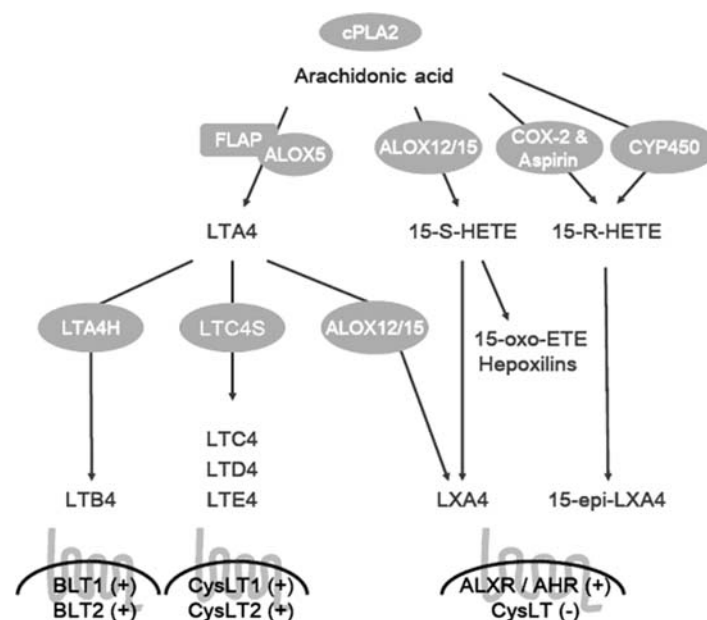 cPLA2
Arachidonic acid
FLAP
ALOX5
ALOX12/15
COX-2 &
Aspirin
CYP450
LTA4
15-S-HETE
15-R-HETE
LTA4H
LTC4S
ALOX12/15
15-oxo-ETE
Hepoxilins
LTC4
LTD4
LTE4
LTB4
LXA4
15-epi-LXA4
BLT1 (+)
BLT2 (+)
CysLT1 (+)
CysLT2 (+)
ALXR / AHR (+)
CysLT (-)